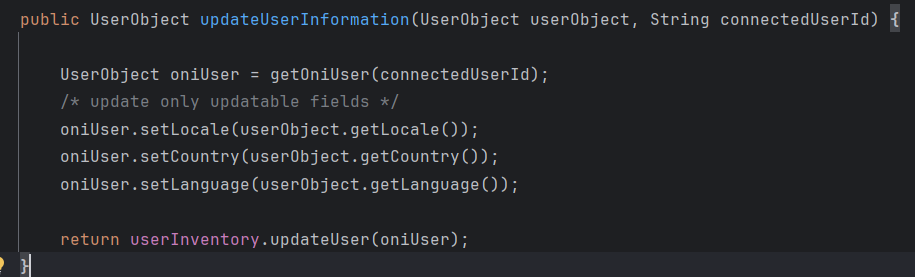 public UserObject updateUserInformation(UserObject userObject, String connectedUserId) {
UserObject oniUser = getOniUser(connectedUserId);
/* update only updatable fields */
oniUser.setLocale(userObject.getLocale());
oniUser.setCountry(userObject.getCountry());
oniUser.setLanguage(userObject.getLanguage());
return userInventory.updateUser(oniUser);
}